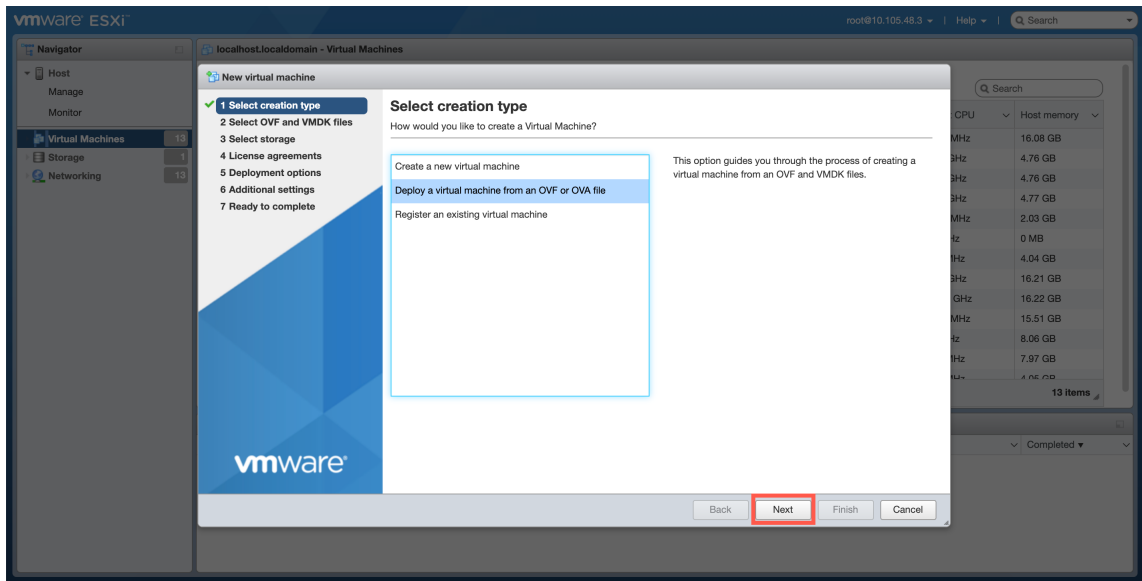 vmware ESXi™
root@10.105.48.3 | Help | Search
Navigator
localhost.localdomain - Virtual Machines
Host
Manage
Monitor
Virtual Machines 13
Storage 1
Networking 13
New virtual machine
1 Select creation type
2 Select OVF and VMDK files
3 Select storage
4 License agreements
5 Deployment options
6 Additional settings
7 Ready to complete
vmware®
Select creation type
How would you like to create a Virtual Machine?
Create a new virtual machine
Deploy a virtual machine from an OVF or OVA file
Register an existing virtual machine
This option guides you through the process of creating a
virtual machine from an OVF and VMDK files.
Back Next Finish Cancel
Search
CPU Host memory
MHz 16.08 GB
GHz 4.76 GB
GHz 4.76 GB
GHz 4.77 GB
MHz 2.03 GB
Hz 0 MB
MHz 4.04 GB
GHz 16.21 GB
GHz 16.22 GB
MHz 15.51 GB
Hz 8.06 GB
MHz 7.97 GB
4.05 GB
13 items
Completed ▼